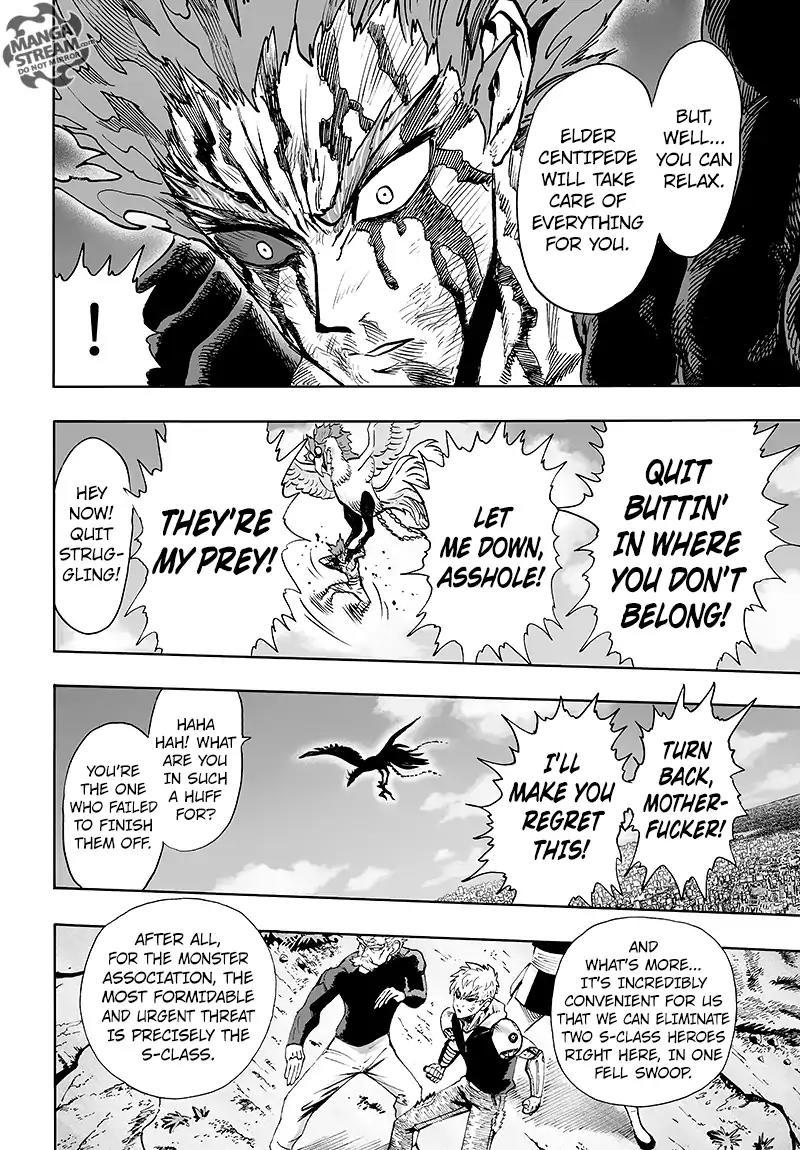 MANGA
STREAM.com
DO NOT MIRROR
BUT,
WELL...
YOU CAN
RELAX.
ELDER
CENTIPEDE
WILL TAKE
CARE OF
EVERYTHING
FOR YOU.
!
QUIT
BUTTIN'
IN WHERE
YOU DON'T
BELONG!
LET
ME DOWN,
ASSHOLE!
THEY'RE
MY PREY!
HEY
NOW!
QUIT
STRUG-
GLING!
TURN
BACK,
MOTHER-
FUCKER!
I'LL
MAKE YOU
REGRET
THIS!
HAHA
HAH! WHAT
ARE YOU
IN SUCH
A HUFF
FOR?
YOU'RE
THE ONE
WHO FAILED
TO FINISH
THEM OFF.
AND
WHAT'S MORE...
IT'S INCREDIBLY
CONVENIENT FOR US
THAT WE CAN ELIMINATE
TWO S-CLASS HEROES
RIGHT HERE, IN ONE
FELL SWOOP.
AFTER ALL,
FOR THE MONSTER
ASSOCIATION, THE
MOST FORMIDABLE
AND URGENT THREAT
IS PRECISELY THE
S-CLASS.